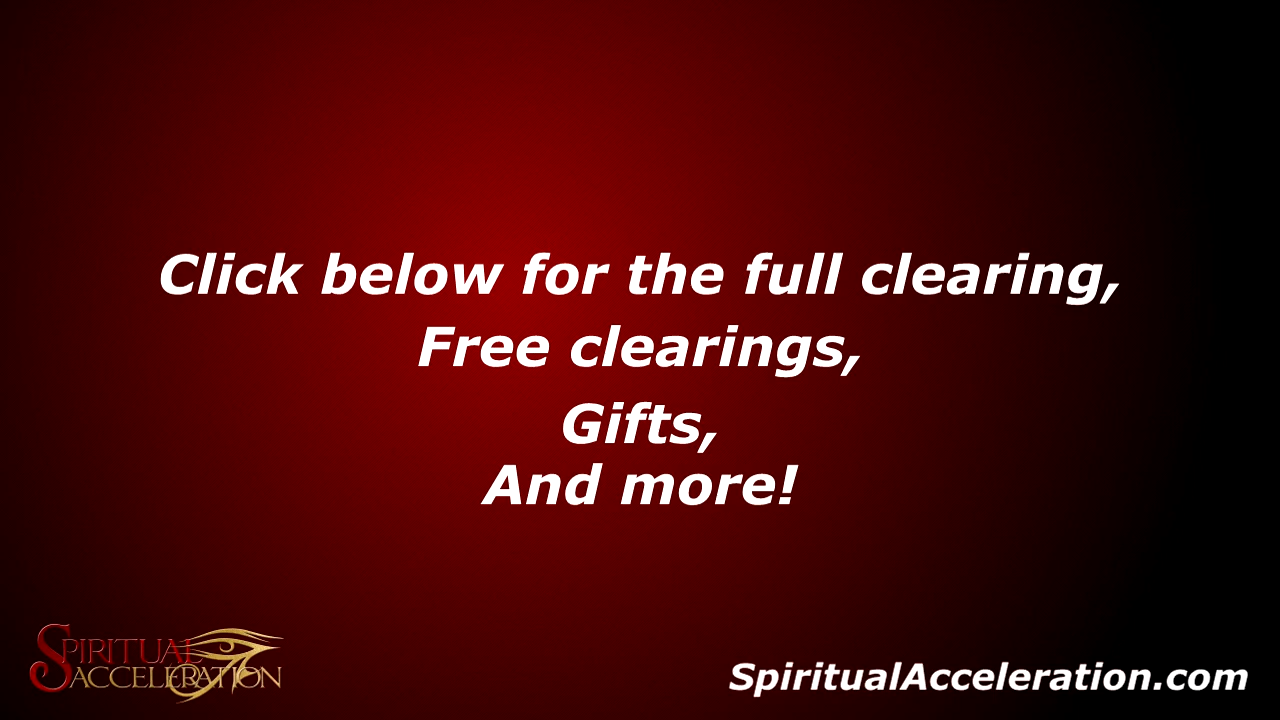 Click below for the full clearing,
Free clearings,
Gifts,
And more!
SPIRITUAL
ACCELERATION
SpiritualAcceleration.com